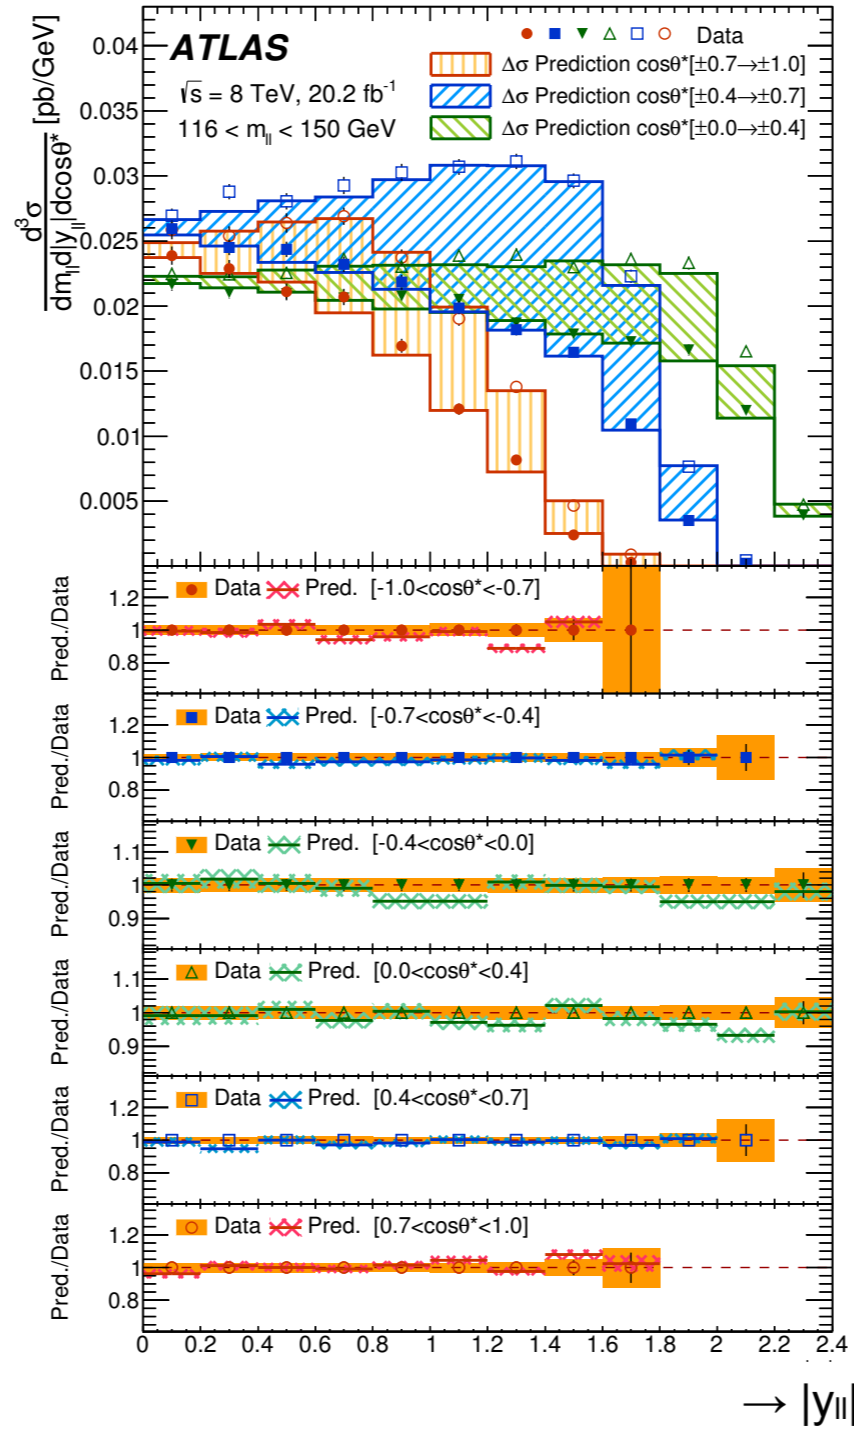 ATLAS
√s = 8 TeV, 20.2 fb⁻¹
116 < m_ll < 150 GeV
Data
Δσ Prediction cosθ*[±0.7→±1.0]
Δσ Prediction cosθ*[±0.4→±0.7]
Δσ Prediction cosθ*[±0.0→±0.4]
d³σ
dm_ll d|y_ll| dcosθ* [pb/GeV]
0.04
0.035
0.03
0.025
0.02
0.015
0.01
0.005
Data Pred. [-1.0<cosθ*<-0.7]
Pred./Data
1.2
1
0.8
Data Pred. [-0.7<cosθ*<-0.4]
Pred./Data
1.2
1
0.8
Data Pred. [-0.4<cosθ*<0.0]
Pred./Data
1.1
1
0.9
Data Pred. [0.0<cosθ*<0.4]
Pred./Data
1.1
1
0.9
Data Pred. [0.4<cosθ*<0.7]
Pred./Data
1.2
1
0.8
Data Pred. [0.7<cosθ*<1.0]
Pred./Data
1.2
1
0.8
0 0.2 0.4 0.6 0.8 1 1.2 1.4 1.6 1.8 2 2.2 2.4
→ |y_ll|